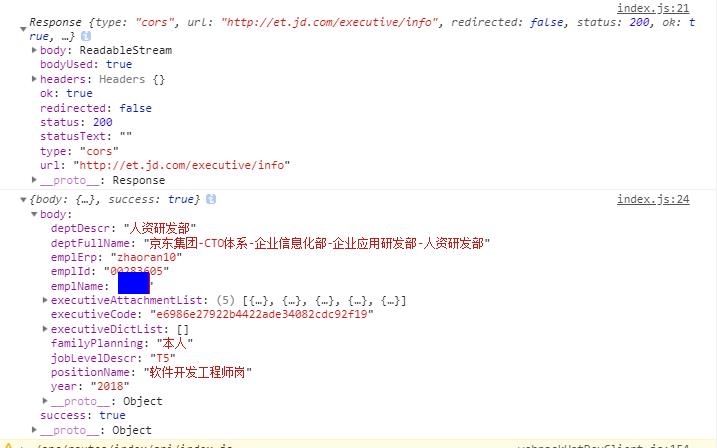 index.js:21
Response {type: "cors", url: "http://et.jd.com/executive/info", redirected: false, status: 200, ok: t
rue, …}
body: ReadableStream
bodyUsed: true
headers: Headers {}
ok: true
redirected: false
status: 200
statusText: ""
type: "cors"
url: "http://et.jd.com/executive/info"
__proto__: Response
{body: {…}, success: true} index.js:24
body:
deptDescr: "人资研发部"
deptFullName: "京东集团-CTO体系-企业信息化部-企业应用研发部-人资研发部"
emplErp: "zhaoran10"
emplId: "00283605"
emplName:
executiveAttachmentList: (5) [{…}, {…}, {…}, {…}, {…}]
executiveCode: "e6986e27922b4422ade34082cdc92f19"
executiveDictList: []
familyPlanning: "本人"
jobLevelDescr: "T5"
positionName: "软件开发工程师岗"
year: "2018"
__proto__: Object
success: true
__proto__: Object